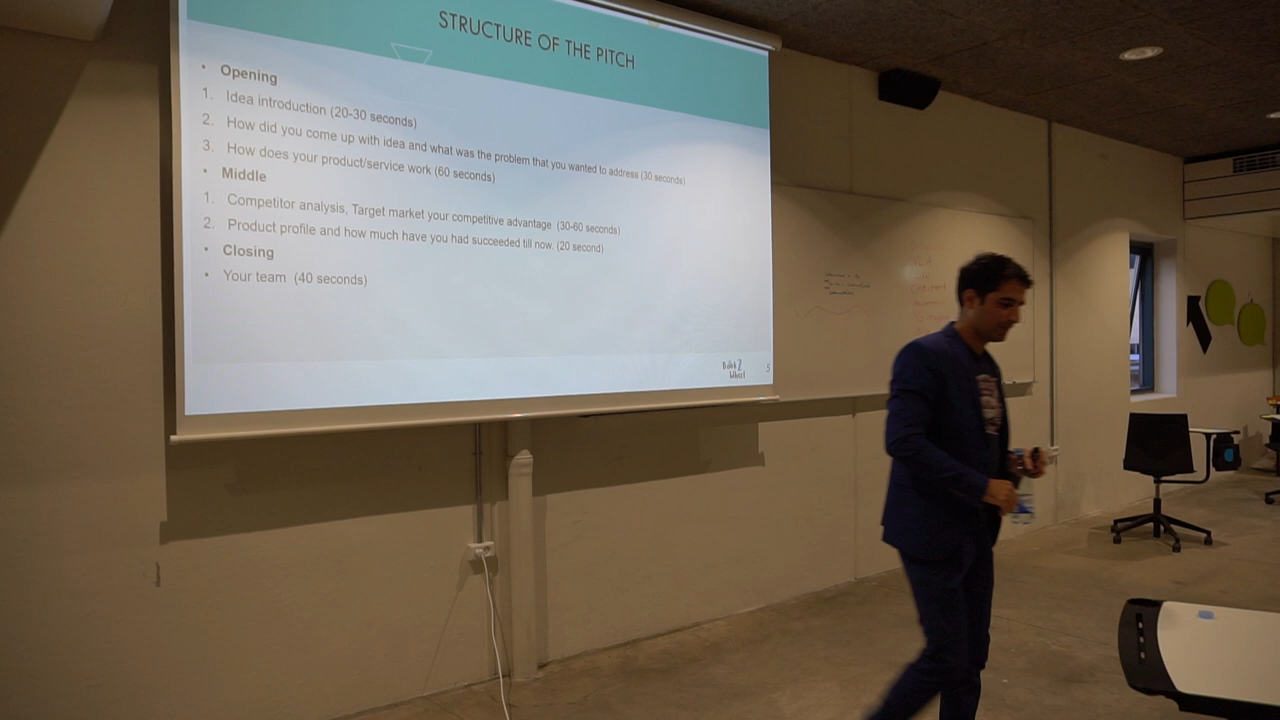 STRUCTURE OF THE PITCH
• Opening
1. Idea introduction (20-30 seconds)
2. How did you come up with idea and what was the problem that you wanted to address (30 seconds)
3. How does your product/service work (60 seconds)
• Middle
1. Competitor analysis, Target market your competitive advantage (30-60 seconds)
2. Product profile and how much have you had succeeded till now. (20 second)
• Closing
• Your team (40 seconds)
5